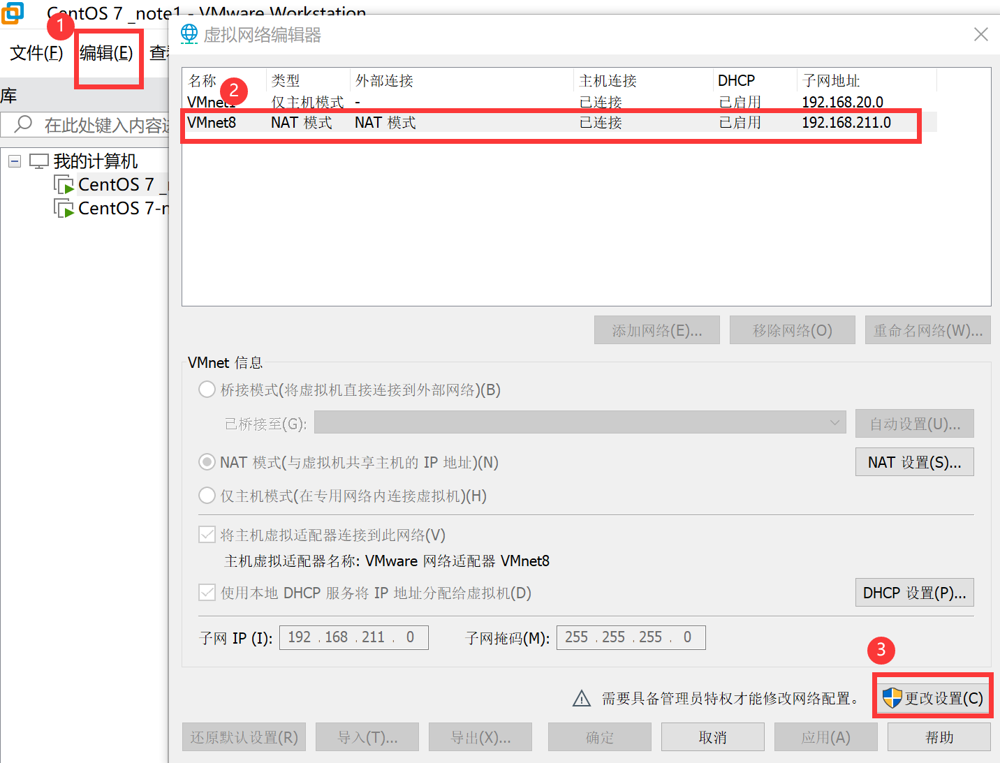 CentOS 7 _note1 - VMware Workstation
1
文件(F) 编辑(E)
库
在此处键入内容
我的计算机
CentOS 7 _
CentOS 7-
虚拟网络编辑器
名称 类型 外部连接 主机连接 DHCP 子网地址
2
VMnet1 仅主机模式 - 已连接 已启用 192.168.20.0
VMnet8 NAT 模式 NAT 模式 已连接 已启用 192.168.211.0
添加网络(E)... 移除网络(O) 重命名网络(W)...
VMnet 信息
桥接模式(将虚拟机直接连接到外部网络)(B)
已桥接至(G): 自动设置(U)...
NAT 模式(与虚拟机共享主机的 IP 地址)(N) NAT 设置(S)...
仅主机模式(在专用网络内连接虚拟机)(H)
将主机虚拟适配器连接到此网络(V)
主机虚拟适配器名称: VMware 网络适配器 VMnet8
使用本地 DHCP 服务将 IP 地址分配给虚拟机(D) DHCP 设置(P)...
子网 IP (I): 192 . 168 . 211 . 0 子网掩码(M): 255 . 255 . 255 . 0
3
需要具备管理员特权才能修改网络配置。 更改设置(C)
还原默认设置(R) 导入(T)... 导出(X)... 确定 取消 应用(A) 帮助